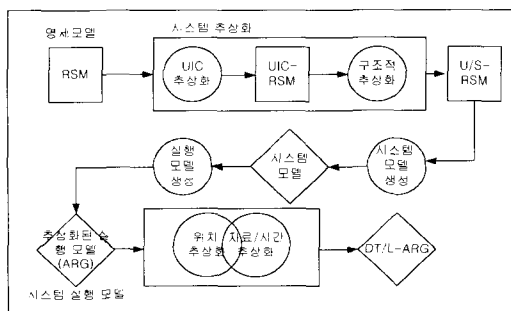 시스템 추상화
명세모델
RSM
UIC
추상화
UIC-
RSM
구조적
추상화
U/S-
RSM
실행
모델
생성
시스템
모델
시스템
모델
생성
추상화된 실
행 모델
(ARG)
위치
추상화
자료/시간
추상화
DT/L-ARG
시스템 실행 모델